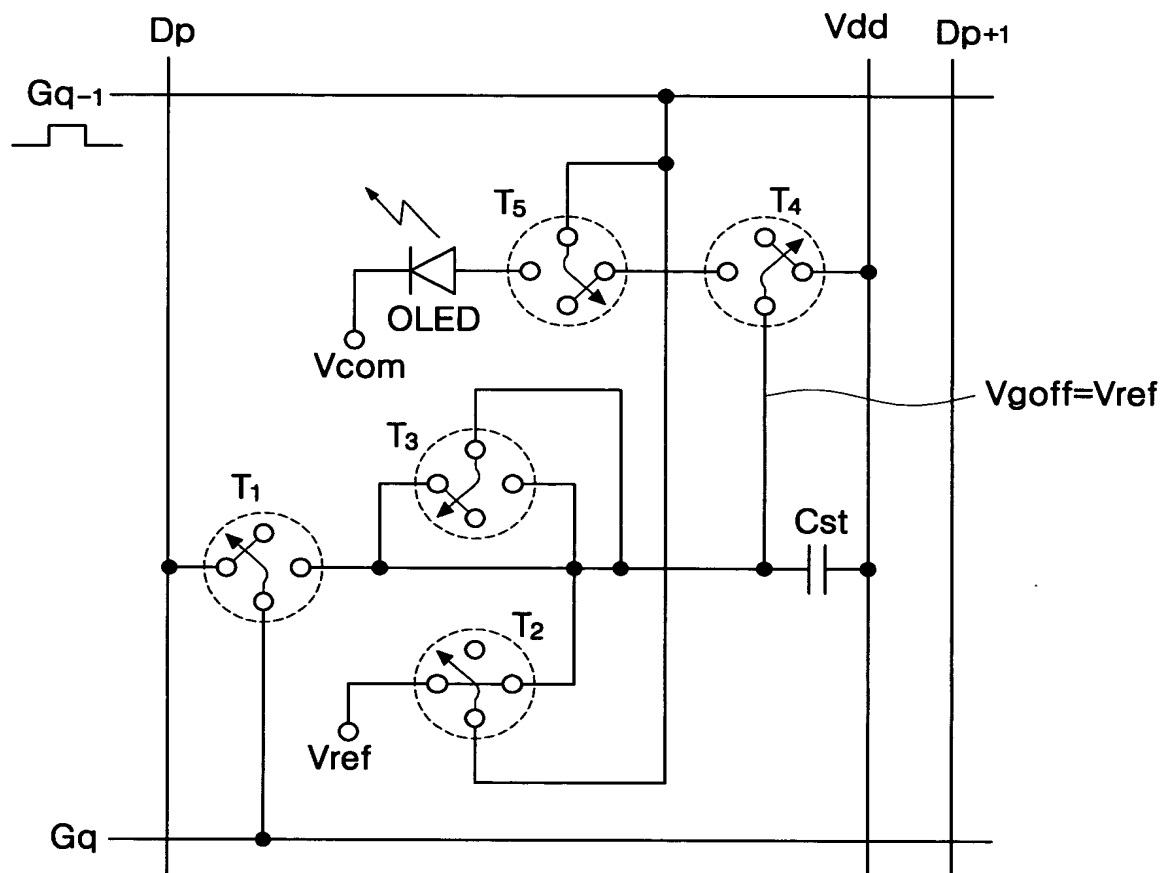 Dp
Vdd
Dp+1
Gq-1
T5
T4
OLED
Vcom
Vgoff=Vref
T3
T1
Cst
T2
Vref
Gq